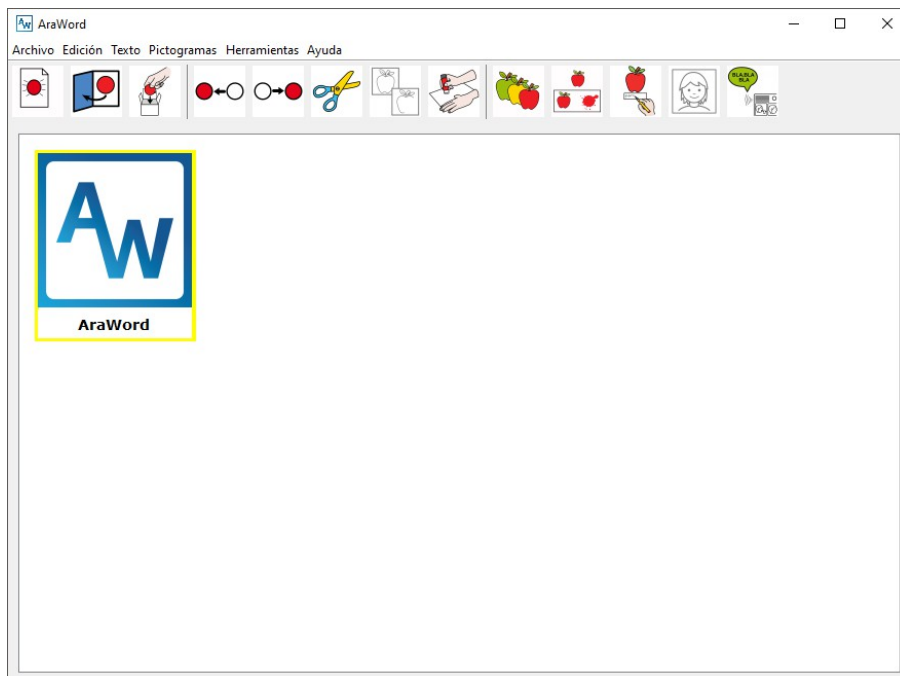 AraWord
Archivo Edición Texto Pictogramas Herramientas Ayuda
BLA,BLA
BLA
AW
AraWord